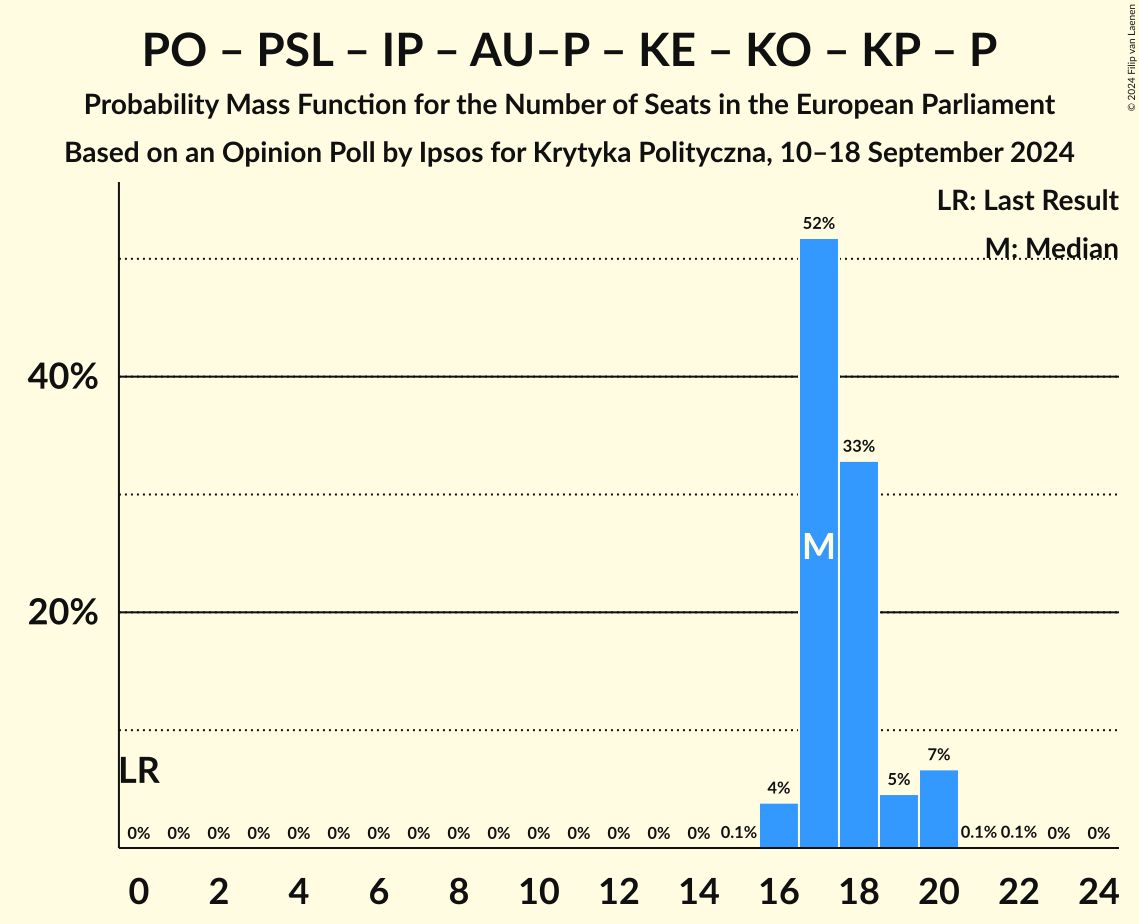 PO – PSL – IP – AU–P – KE – KO – KP – P
Probability Mass Function for the Number of Seats in the European Parliament
Based on an Opinion Poll by Ipsos for Krytyka Polityczna, 10–18 September 2024
© 2024 Filip van Laenen
LR: Last Result
M: Median
52%
40%
33%
M
20%
LR
7%
5%
4%
0% 0% 0% 0% 0% 0% 0% 0% 0% 0% 0% 0% 0% 0% 0% 0.1% 0.1% 0.1% 0% 0%
0 2 4 6 8 10 12 14 16 18 20 22 24